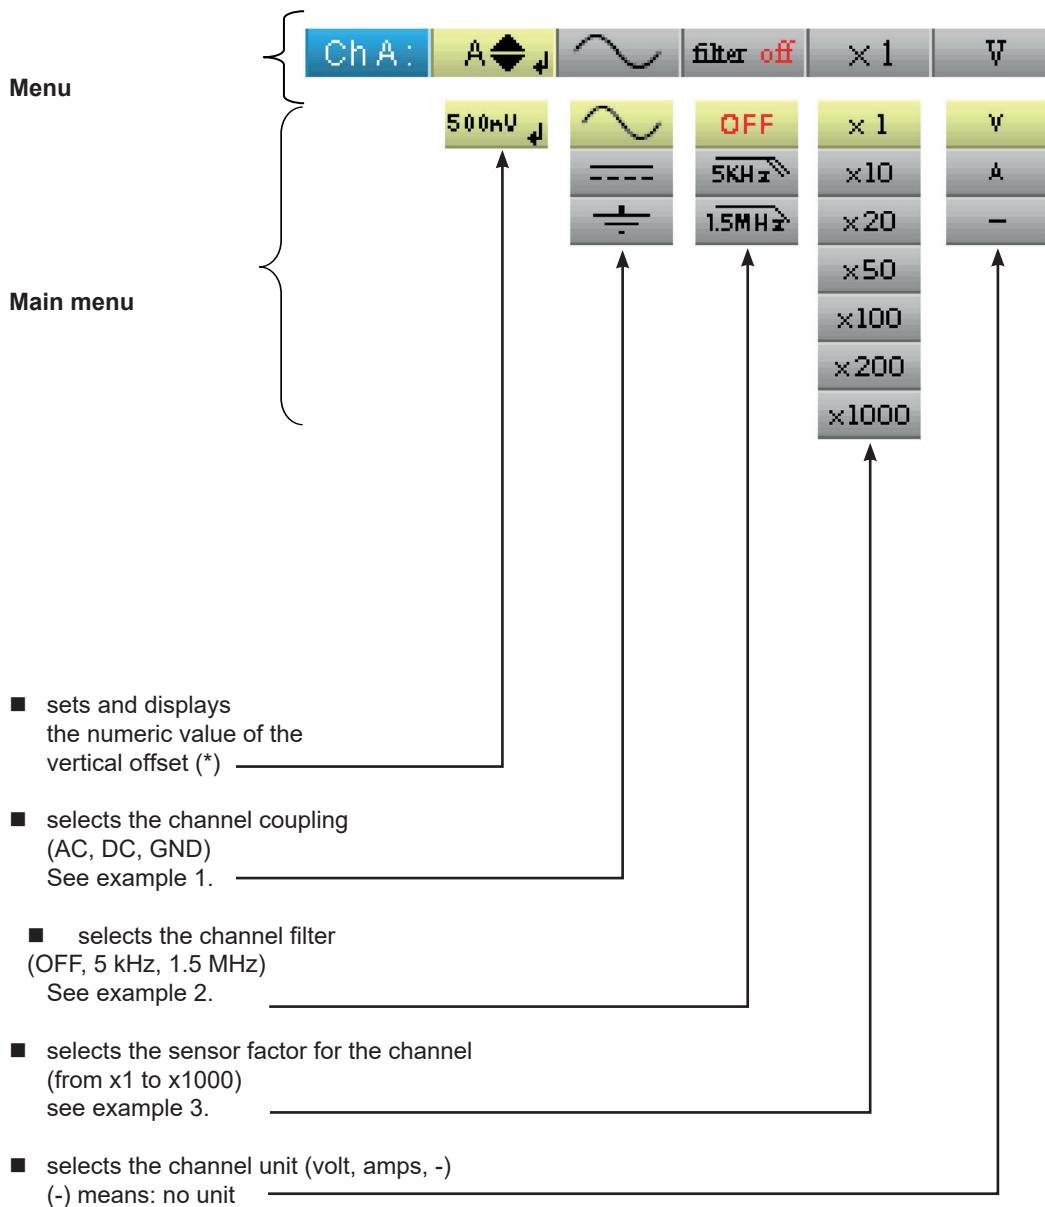 Menu
Ch A : A filter off × 1 V
Main menu
500mV OFF × 1 V
5KHz ×10 A
1.5MHz ×20 −
×50
×100
×200
×1000
■ sets and displays
the numeric value of the
vertical offset (*)
■ selects the channel coupling
(AC, DC, GND)
See example 1.
■ selects the channel filter
(OFF, 5 kHz, 1.5 MHz)
See example 2.
■ selects the sensor factor for the channel
(from x1 to x1000)
see example 3.
■ selects the channel unit (volt, amps, -)
(-) means: no unit